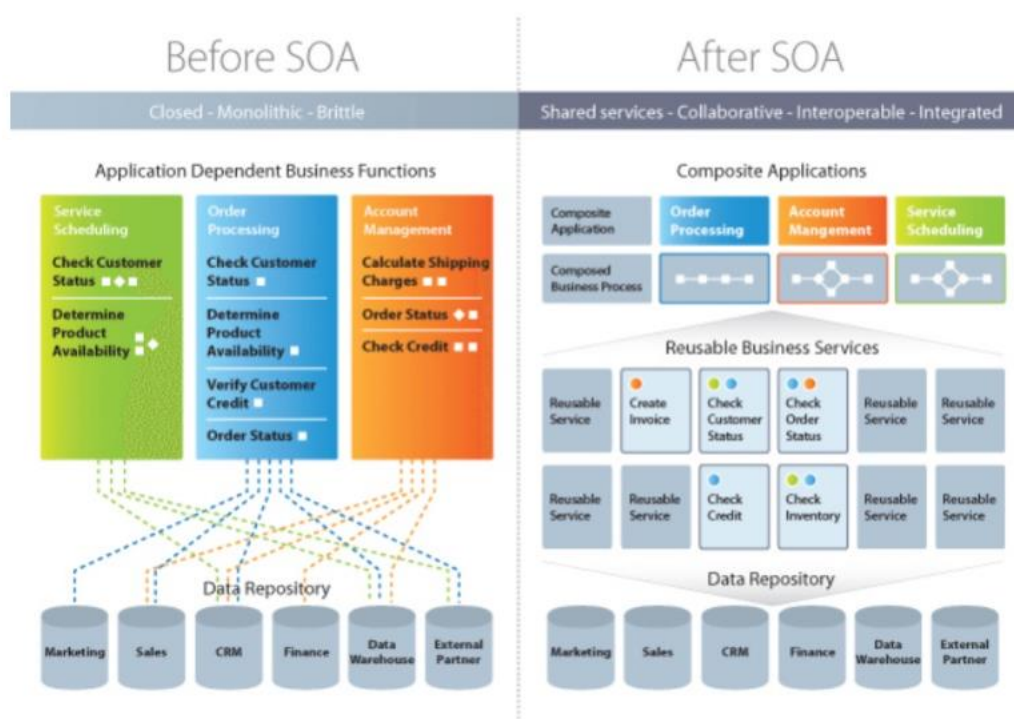 Before SOA
After SOA
Closed - Monolithic - Brittle
Shared services - Collaborative - Interoperable - Integrated
Application Dependent Business Functions
Service
Scheduling
Check Customer
Status
Determine
Product
Availability
Order
Processing
Check Customer
Status
Determine
Product
Availability
Verify Customer
Credit
Order Status
Account
Management
Calculate Shipping
Charges
Order Status
Check Credit
Data Repository
Marketing
Sales
CRM
Finance
Data
Warehouse
External
Partner
Composite Applications
Composite
Application
Order
Processing
Account
Mangement
Service
Scheduling
Composed
Business Process
Reusable Business Services
Reusable
Service
Create
Invoice
Check
Customer
Status
Check
Order
Status
Reusable
Service
Reusable
Service
Reusable
Service
Reusable
Service
Check
Credit
Check
Inventory
Reusable
Service
Reusable
Service
Data Repository
Marketing
Sales
CRM
Finance
Data
Warehouse
External
Partner